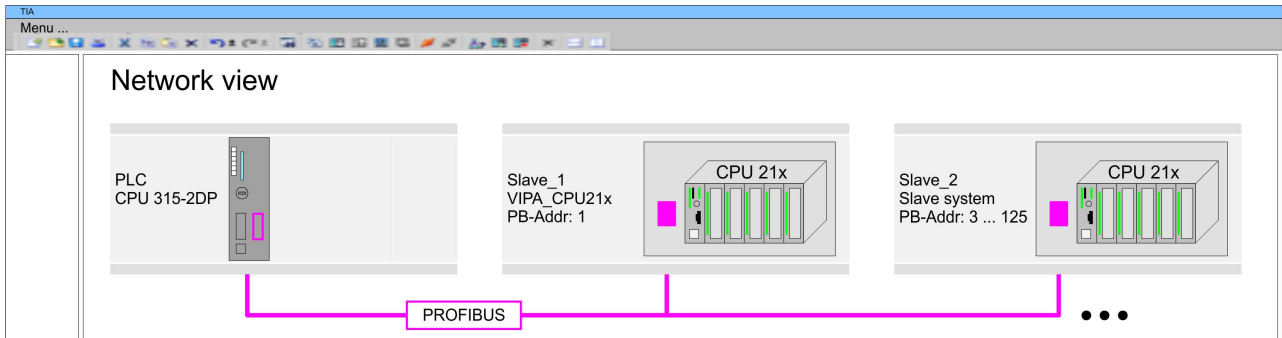 TIA
Menu ...
Network view
PLC
CPU 315-2DP
Slave_1
VIPA_CPU21x
PB-Addr: 1
CPU 21x
Slave_2
Slave system
PB-Addr: 3 ... 125
CPU 21x
PROFIBUS